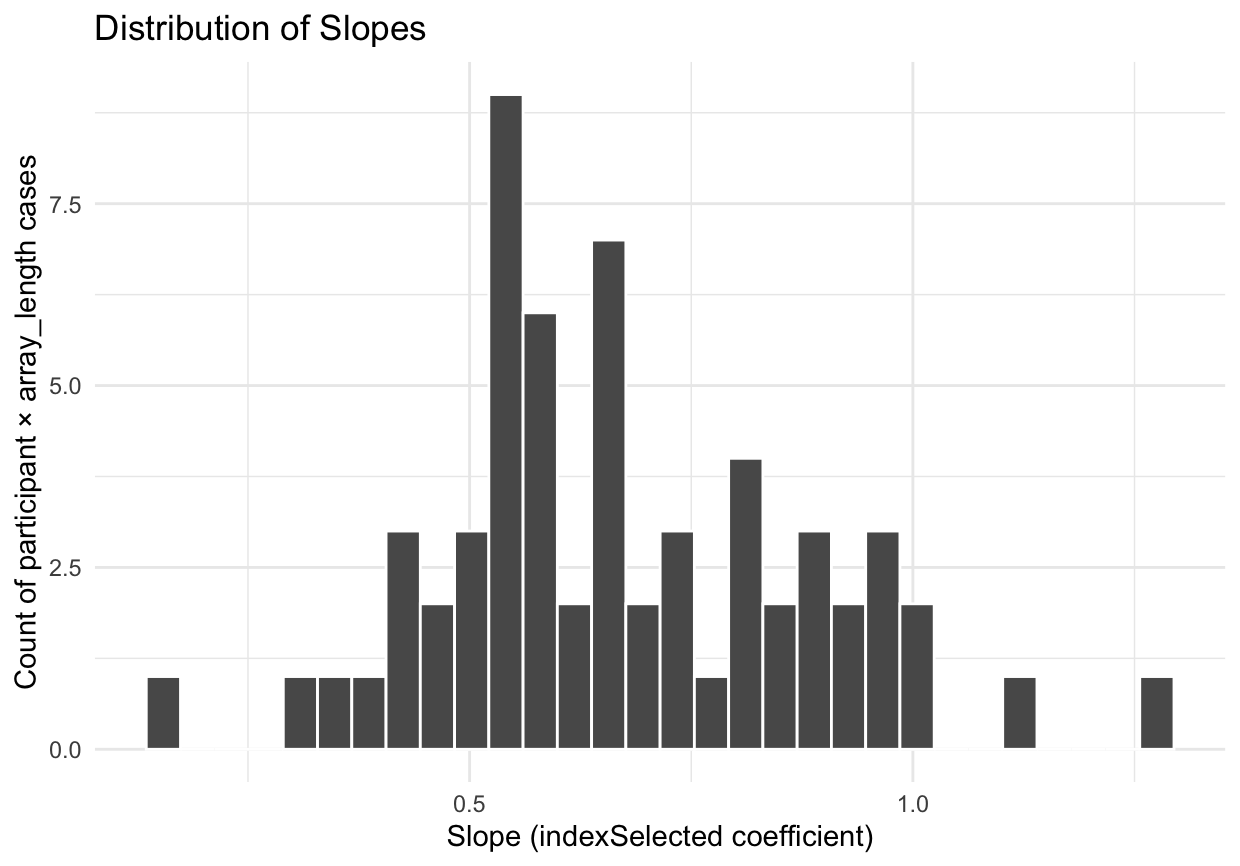 Distribution of Slopes
Count of participant × array_length cases
7.5
5.0
2.5
0.0
0.5
1.0
Slope (indexSelected coefficient)